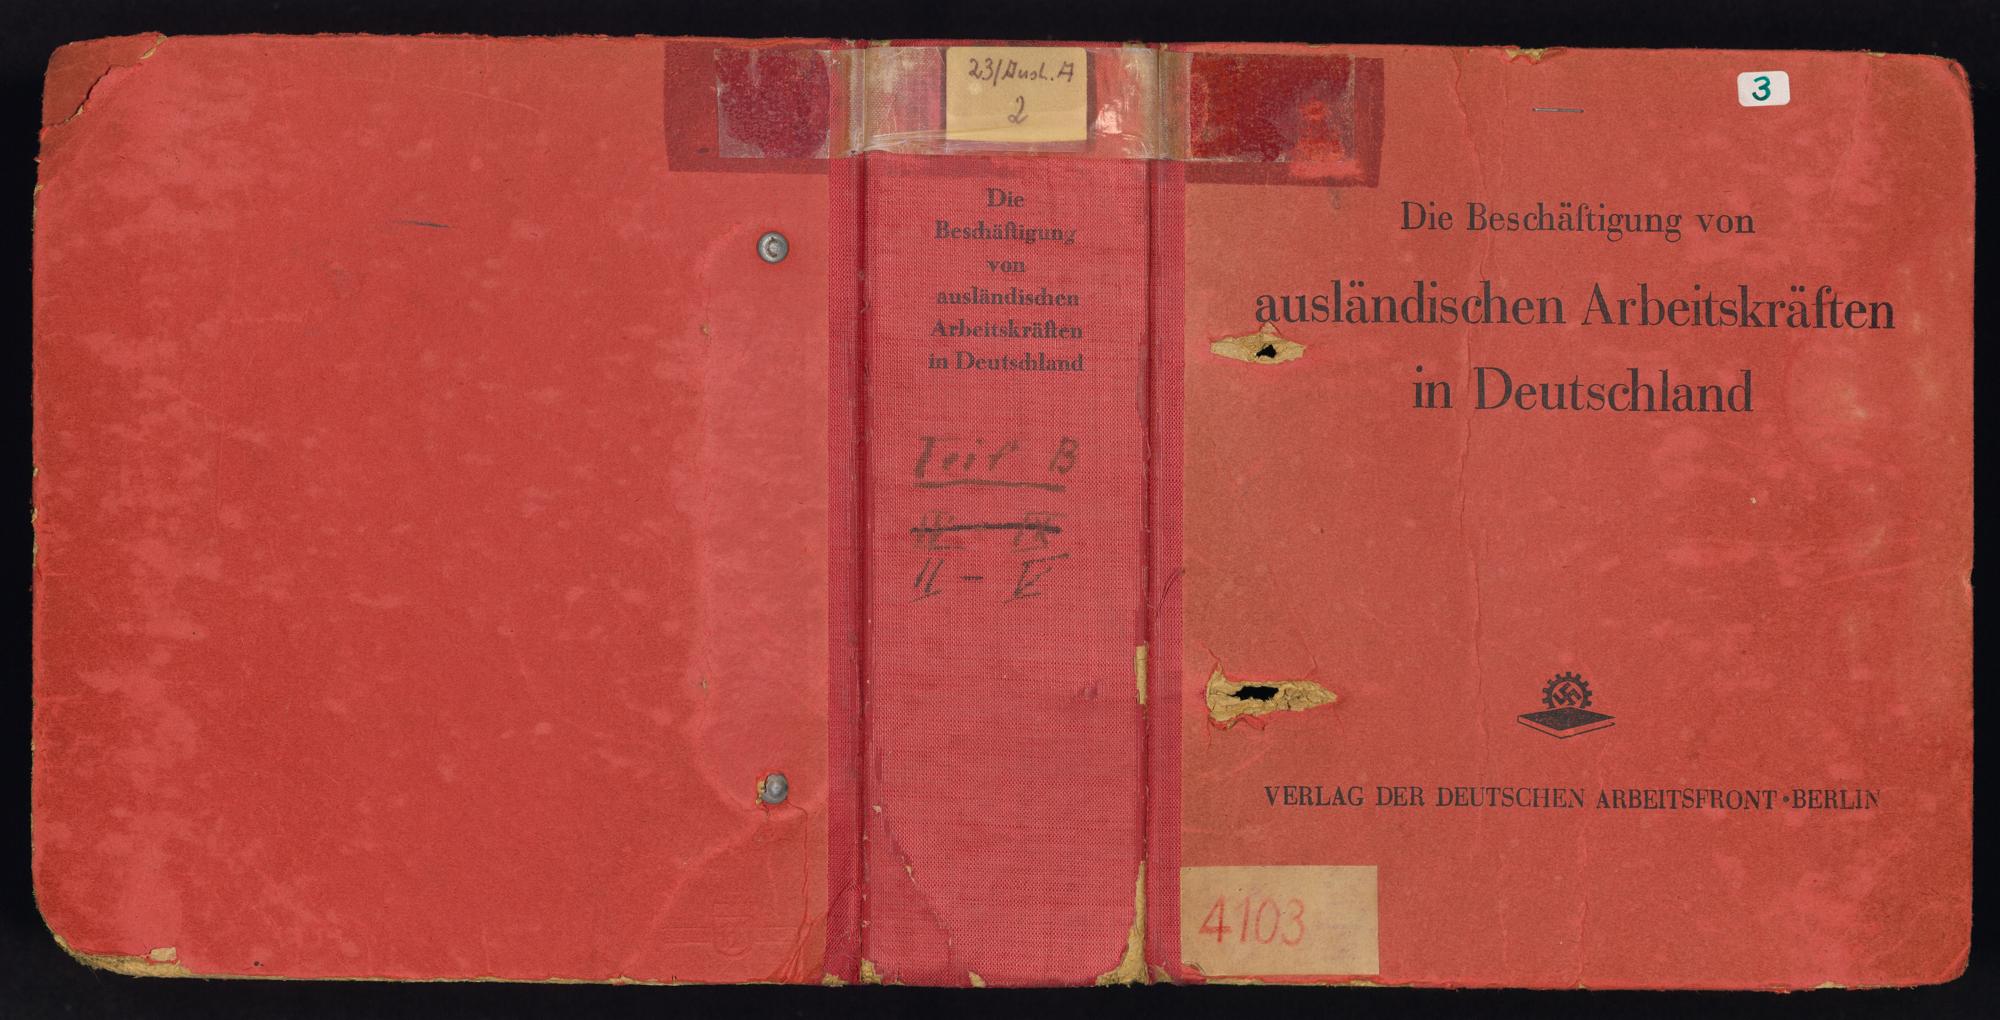 23/Ausl. A
2
Die
Beschäftigung
von
ausländischen
Arbeitskräften
in Deutschland
Teil B
II – V
3
Die Beschäftigung von
ausländischen Arbeitskräften
in Deutschland
VERLAG DER DEUTSCHEN ARBEITSFRONT • BERLIN
4103